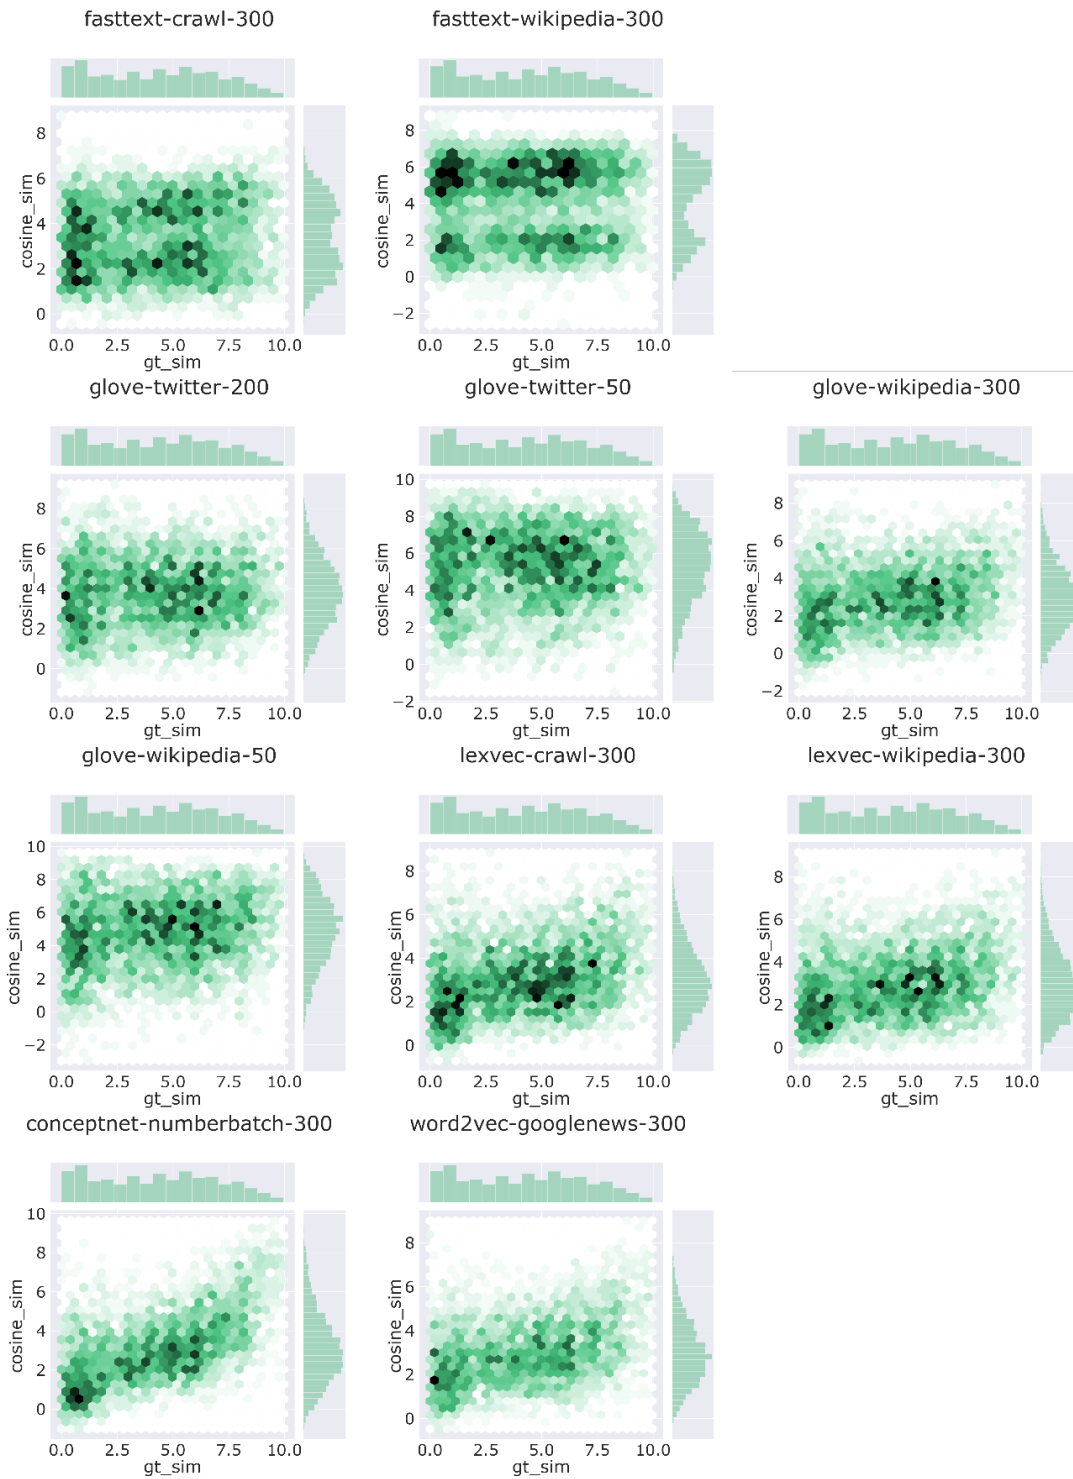 fasttext-crawl-300
fasttext-wikipedia-300
8
6
4
2
0
cosine_sim
0.0 2.5 5.0 7.5 10.0
gt_sim
8
6
4
2
0
−2
cosine_sim
0.0 2.5 5.0 7.5 10.0
gt_sim
glove-twitter-200
glove-twitter-50
glove-wikipedia-300
8
6
4
2
0
cosine_sim
0.0 2.5 5.0 7.5 10.0
gt_sim
10
8
6
4
2
0
−2
cosine_sim
0.0 2.5 5.0 7.5 10.0
gt_sim
8
6
4
2
0
−2
cosine_sim
0.0 2.5 5.0 7.5 10.0
gt_sim
glove-wikipedia-50
lexvec-crawl-300
lexvec-wikipedia-300
10
8
6
4
2
0
−2
cosine_sim
0.0 2.5 5.0 7.5 10.0
gt_sim
8
6
4
2
0
cosine_sim
0.0 2.5 5.0 7.5 10.0
gt_sim
8
6
4
2
0
cosine_sim
0.0 2.5 5.0 7.5 10.0
gt_sim
conceptnet-numberbatch-300
word2vec-googlenews-300
10
8
6
4
2
0
cosine_sim
0.0 2.5 5.0 7.5 10.0
gt_sim
8
6
4
2
0
cosine_sim
0.0 2.5 5.0 7.5 10.0
gt_sim